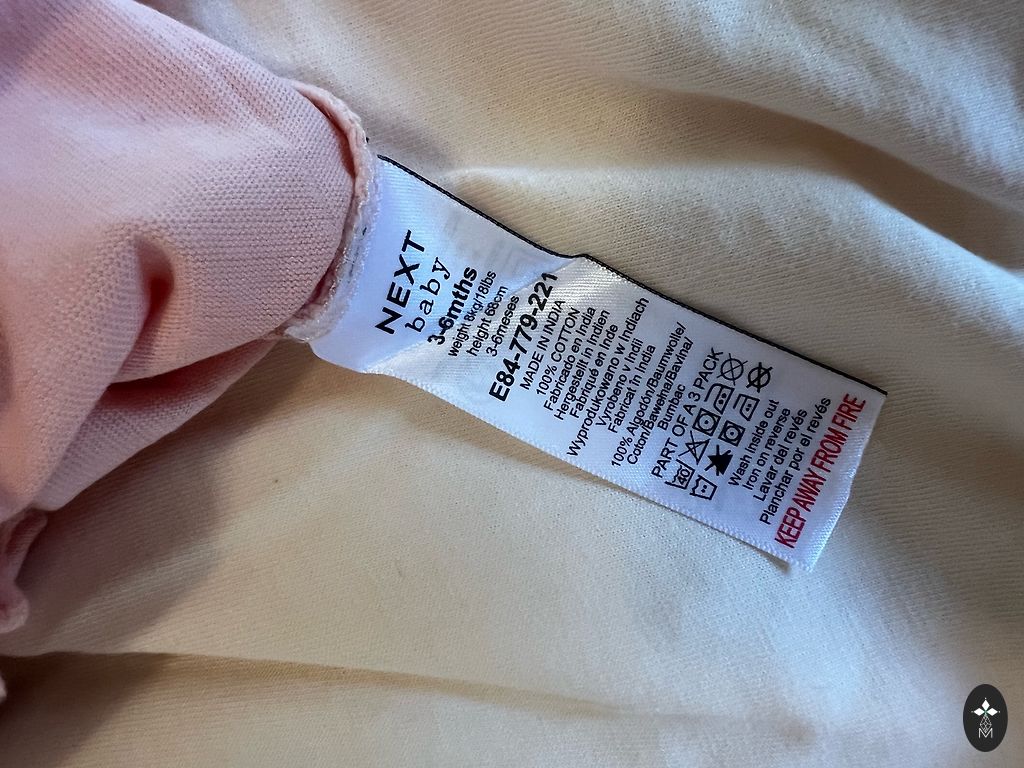 NEXT
baby
3-6mths
weight 8kg/18lbs
height 68cm
3-6meses
E84-779-221
MADE IN INDIA
100% COTTON
Fabricado en India
Hergestellt in Indien
Fabriqué en Inde
Wyprodukowano w Indiach
Vyrobeno v Indii
Fabricat în India
100% Algodón/Baumwolle/
Coton/Bawełna/Bavlna/
Bumbac
PART OF A 3 PACK
40
Wash inside out
Iron on reverse
Lavar del revés
Planchar por el revés
KEEP AWAY FROM FIRE
M